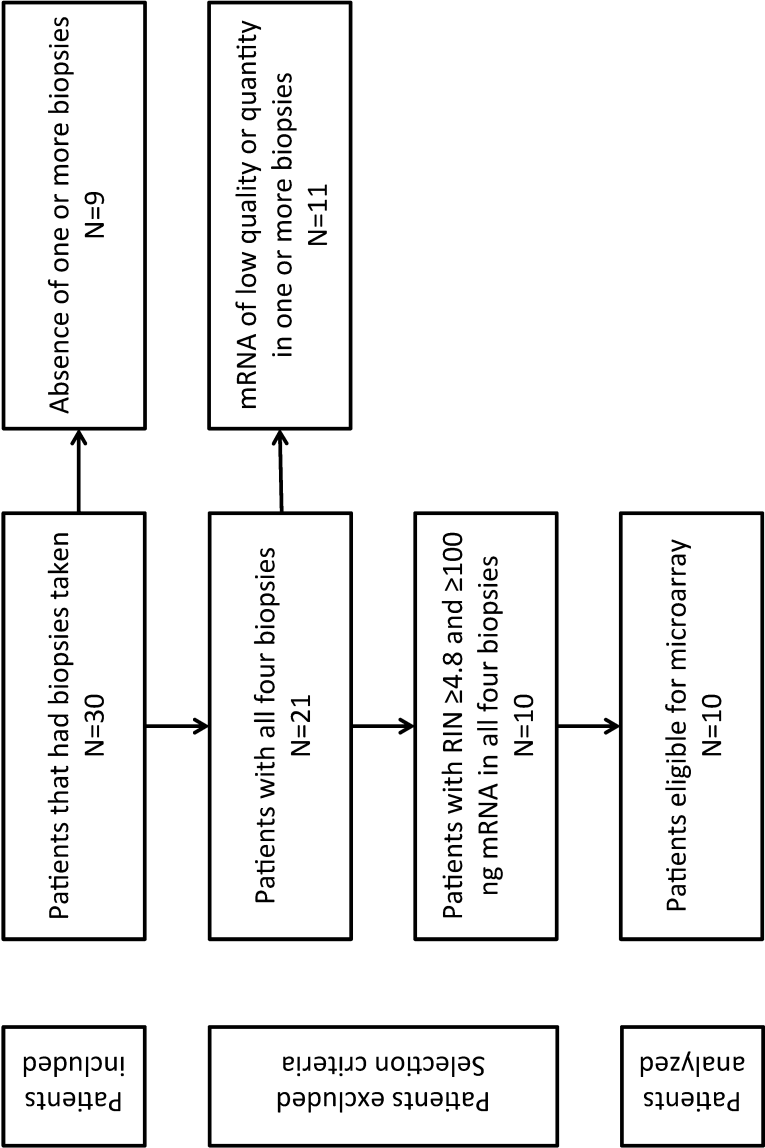 Patients
included
Patients that had biopsies taken
N=30
Absence of one or more biopsies
N=9
Patients excluded
Selection criteria
Patients with all four biopsies
N=21
mRNA of low quality or quantity
in one or more biopsies
N=11
Patients with RIN ≥4.8 and ≥100
ng mRNA in all four biopsies
N=10
Patients
analyzed
Patients eligible for microarray
N=10